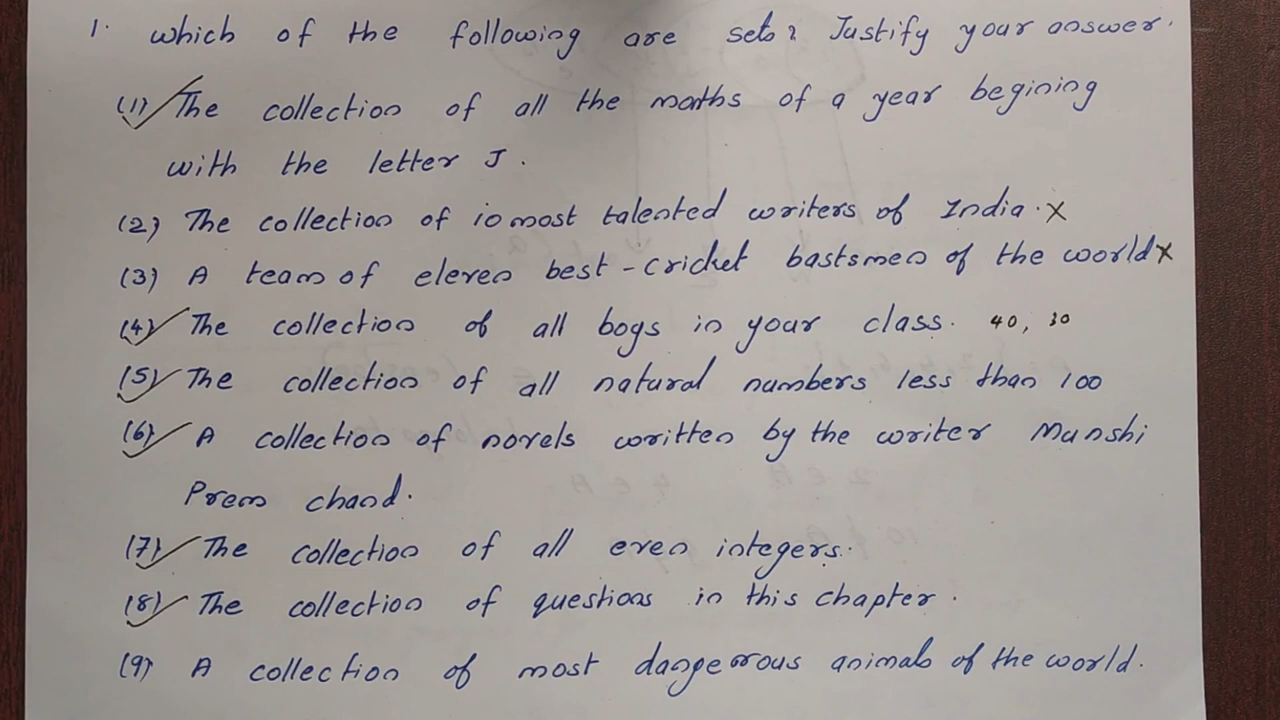 1. which of the following are sets? Justify your answer.
(1) The collection of all the moths of a year begining
with the letter J.
(2) The collection of 10 most talented writers of India. X
(3) A team of eleven best-cricket bastsmen of the world X
(4) The collection of all boys in your class. 40, 30
(5) The collection of all natural numbers less than 100
(6) A collection of novels written by the writer Munshi
Prem chand.
(7) The collection of all even integers.
(8) The collection of questions in this chapter.
(9) A collection of most dangerous animals of the world.